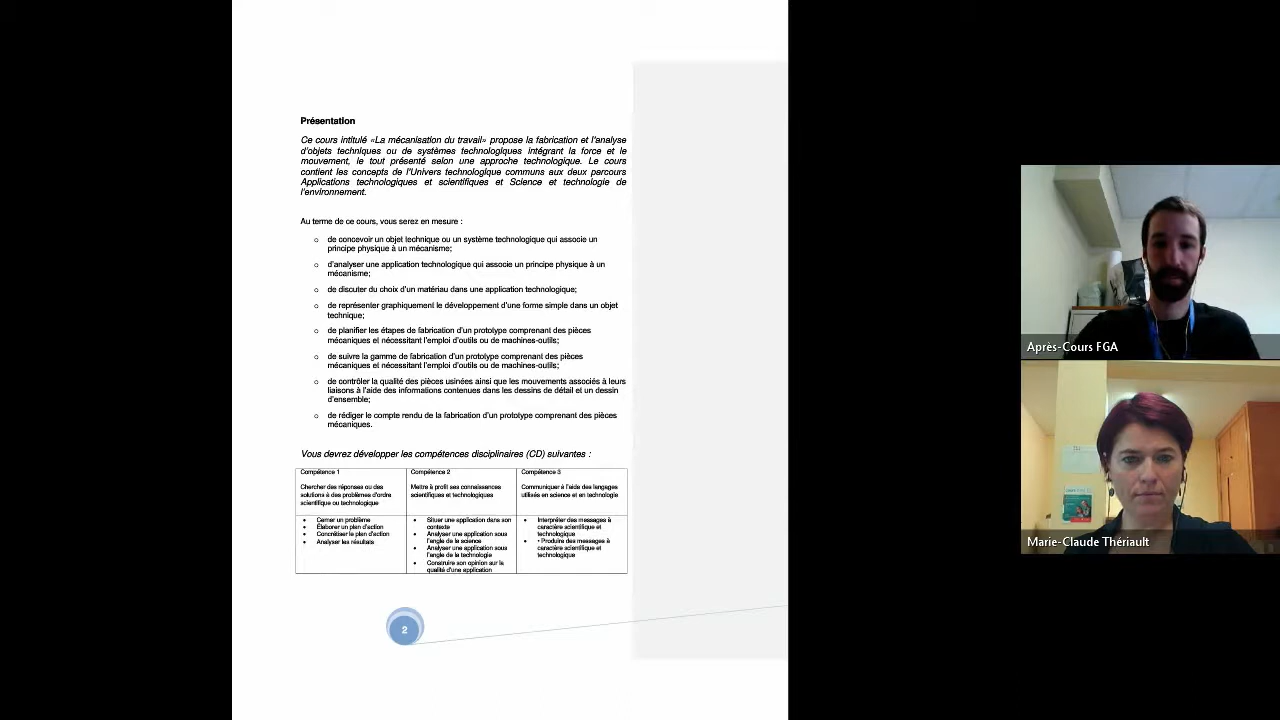 Présentation
Ce cours intitulé «La mécanisation du travail» propose la fabrication et l'analyse
d'objets techniques ou de systèmes technologiques intégrant la force et le
mouvement, le tout présenté selon une approche technologique. Le cours
contient les concepts de l'Univers technologique communs aux deux parcours
Applications technologiques et scientifiques et Science et technologie de
l'environnement.
Au terme de ce cours, vous serez en mesure :
o de concevoir un objet technique ou un système technologique qui associe un
principe physique à un mécanisme;
o d'analyser une application technologique qui associe un principe physique à un
mécanisme;
o de discuter du choix d'un matériau dans une application technologique;
o de représenter graphiquement le développement d'une forme simple dans un objet
technique;
o de planifier les étapes de fabrication d'un prototype comprenant des pièces
mécaniques et nécessitant l'emploi d'outils ou de machines-outils;
o de suivre la gamme de fabrication d'un prototype comprenant des pièces
mécaniques et nécessitant l'emploi d'outils ou de machines-outils;
o de contrôler la qualité des pièces usinées ainsi que les mouvements associés à leurs
liaisons à l'aide des informations contenues dans les dessins de détail et un dessin
d'ensemble;
o de rédiger le compte rendu de la fabrication d'un prototype comprenant des pièces
mécaniques.
Vous devrez développer les compétences disciplinaires (CD) suivantes :
Compétence 1
Chercher des réponses ou des
solutions à des problèmes d'ordre
scientifique ou technologique
Compétence 2
Mettre à profit ses connaissances
scientifiques et technologiques
Compétence 3
Communiquer à l'aide des langages
utilisés en science et en technologie
• Cerner un problème
• Élaborer un plan d'action
• Concrétiser le plan d'action
• Analyser les résultats
• Situer une application dans son
contexte
• Analyser une application sous
l'angle de la science
• Analyser une application sous
l'angle de la technologie
• Construire son opinion sur la
qualité d'une application
• Interpréter des messages à
caractère scientifique et
technologique
• • Produire des messages à
caractère scientifique et
technologique
2
Après-Cours FGA
Marie-Claude Thériault